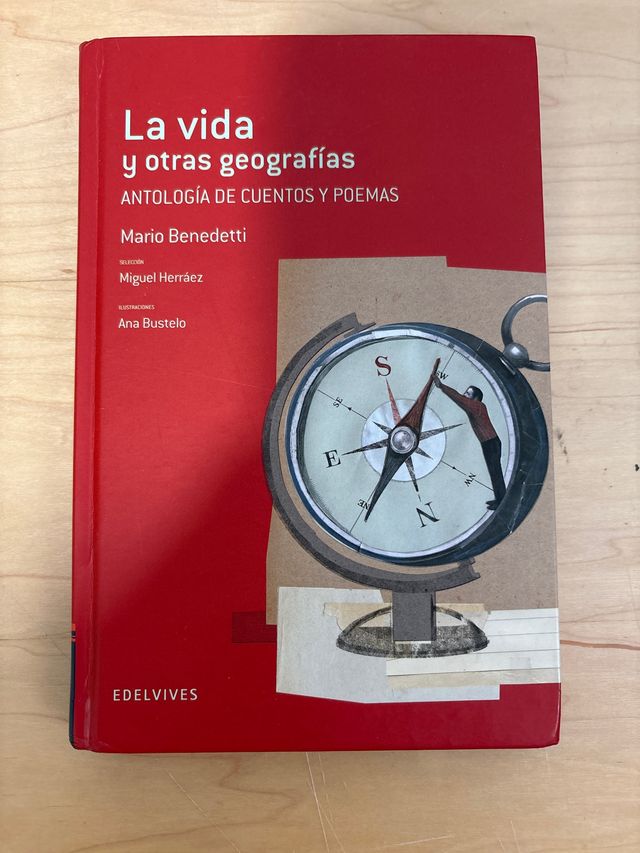 La vida
y otras geografías
ANTOLOGÍA DE CUENTOS Y POEMAS
Mario Benedetti
SELECCIÓN
Miguel Herráez
ILUSTRACIONES
Ana Bustelo
S
SW
SE
E
NW
NE
N
EDELVIVES